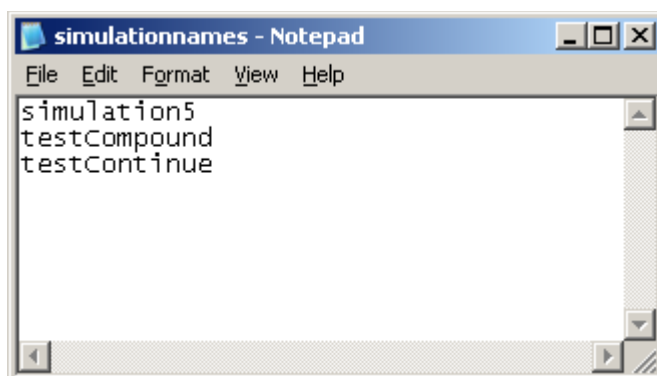 simulationnames - Notepad
File Edit Format View Help
simulation5
testCompound
testContinue